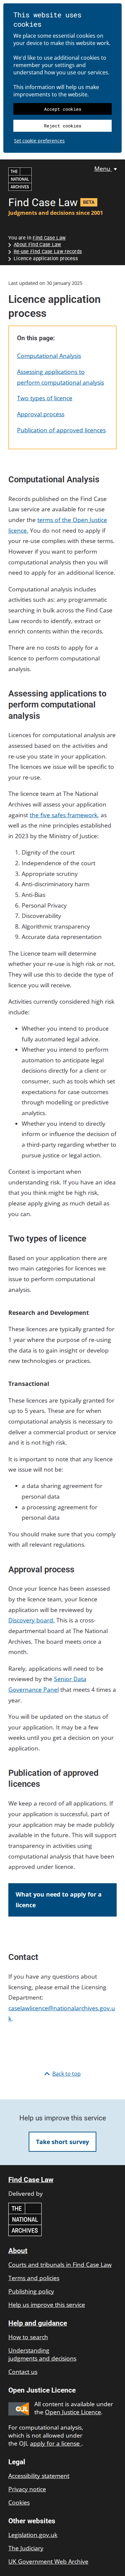 This website uses
cookies
We place some essential cookies on
your device to make this website work.
We'd like to use additional cookies to
remember your settings and
understand how you use our services.
This information will help us make
improvements to the website.
Accept cookies
Reject cookies
Set cookie preferences
THE
NATIONAL
ARCHIVES
Menu
Find Case Law BETA
Judgments and decisions since 2001
You are in Find Case Law
About Find Case Law
Re-use Find Case Law records
Licence application process
Last updated on 30 January 2025
Licence application
process
On this page:
Computational Analysis
Assessing applications to
perform computational analysis
Two types of licence
Approval process
Publication of approved licences
Computational Analysis
Records published on the Find Case
Law service are available for re-use
under the terms of the Open Justice
licence. You do not need to apply if
you re-use complies with these terms.
However if you want to perform
computational analysis then you will
need to apply for an additional licence.
Computational analysis includes
activities such as: any programmatic
searching in bulk across the Find Case
Law records to identify, extract or
enrich contents within the records.
There are no costs to apply for a
licence to perform computational
analysis.
Assessing applications to
perform computational
analysis
Licences for computational analysis are
assessed based on the activities and
re-uses you state in your application.
The licences we issue will be specific to
your re-use.
The licence team at The National
Archives will assess your application
against the five safes framework, as
well as the nine principles established
in 2023 by the Ministry of Justice:
1. Dignity of the court
2. Independence of the court
3. Appropriate scrutiny
4. Anti-discriminatory harm
5. Anti-Bias
6. Personal Privacy
7. Discoverability
8. Algorithmic transparency
9. Accurate data representation
The Licence team will determine
whether your re-use is high risk or not.
They will use this to decide the type of
licence you will receive.
Activities currently considered high risk
include:
Whether you intend to produce
fully automated legal advice.
Whether you intend to perform
automation to anticipate legal
decisions directly from or for a
client or consumer, as well as
expectations for case outcomes
through modelling or predictive
analytics.
Whether you intend to directly
inform or influence the decision of
a third-party regarding whether to
pursue justice or legal action.
Context is important when
understanding risk. If you have an idea
you think might be high risk, please
apply giving as much detail as
you can.
Two types of licence
Based on your application there are
two main categories for licences we
issue to perform computational
analysis.
Research and Development
These licences are typically granted for
1 year where the purpose of re-using
the data is to gain insight or develop
new technologies or practices.
Transactional
These licences are typically granted for
up to 5 years. These are for when
computational analysis is necessary to
deliver a commercial product or service
and it is not high risk.
It is important to note that any licence
we issue will not be:
a data sharing agreement for
personal data
a processing agreement for
personal data
You should make sure that you comply
with all relevant regulations.
Approval process
Once your licence has been assessed
by the licence team, your licence
application will be reviewed by
Discovery board. This is a cross-
departmental board at The National
Archives. The board meets once a
month.
Rarely, applications will need to be
reviewed by the Senior Data
Governance Panel that meets 4 times a
year.
You will be updated on the status of
your application. It may be a few
weeks until you get a decision on your
application.
Publication of approved
licences
We keep a record of all applications. If
your application is successful, part of
your application may be made publicly
available in the future. This will support
transparency around computational
analysis that have been approved
under licence.
What you need to apply for a
licence
Contact
If you have any questions about
licensing, please email the Licensing
Department:
caselawlicence@nationalarchives.gov.u
k.
Back to top
Help us improve this service
Take short survey
Find Case Law
Delivered by
THE
NATIONAL
ARCHIVES
About
Courts and tribunals in Find Case Law
Terms and policies
Publishing policy
Help us improve this service
Help and guidance
How to search
Understanding
judgments and decisions
Contact us
Open Justice Licence
OJL
All content is available under
the Open Justice Licence.
For computational analysis,
which is not allowed under
the OJL apply for a license.
Legal
Accessibility statement
Privacy notice
Cookies
Other websites
Legislation.gov.uk
The Judiciary
UK Government Web Archive